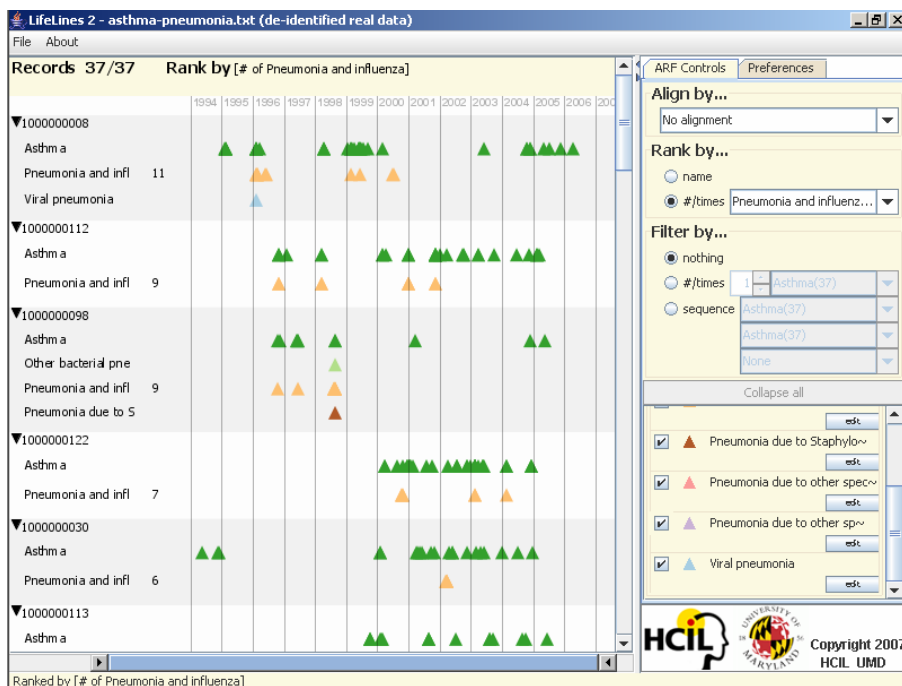 LifeLines 2 - asthma-pneumonia.txt (de-identified real data)
File About
Records 37/37 Rank by [# of Pneumonia and influenza]
1994 1995 1996 1997 1998 1999 2000 2001 2002 2003 2004 2005 2006 200
1000000008
Asthma
Pneumonia and infl 11
Viral pneumonia
1000000112
Asthma
Pneumonia and infl 9
1000000098
Asthma
Other bacterial pne
Pneumonia and infl 9
Pneumonia due to S
1000000122
Asthma
Pneumonia and infl 7
1000000030
Asthma
Pneumonia and infl 6
1000000113
Asthma
Ranked by [# of Pneumonia and influenza]
ARF Controls Preferences
Align by...
No alignment
Rank by...
name
#/times Pneumonia and influenz...
Filter by...
nothing
#/times 1 Asthma(37)
sequence Asthma(37)
Asthma(37)
None
Collapse all
edit
Pneumonia due to Staphylo~
edit
Pneumonia due to other spec~
edit
Pneumonia due to other sp~
edit
Viral pneumonia
edit
HCIL
UNIVERSITY OF
MARYLAND
18 56
Copyright 2007
HCIL UMD